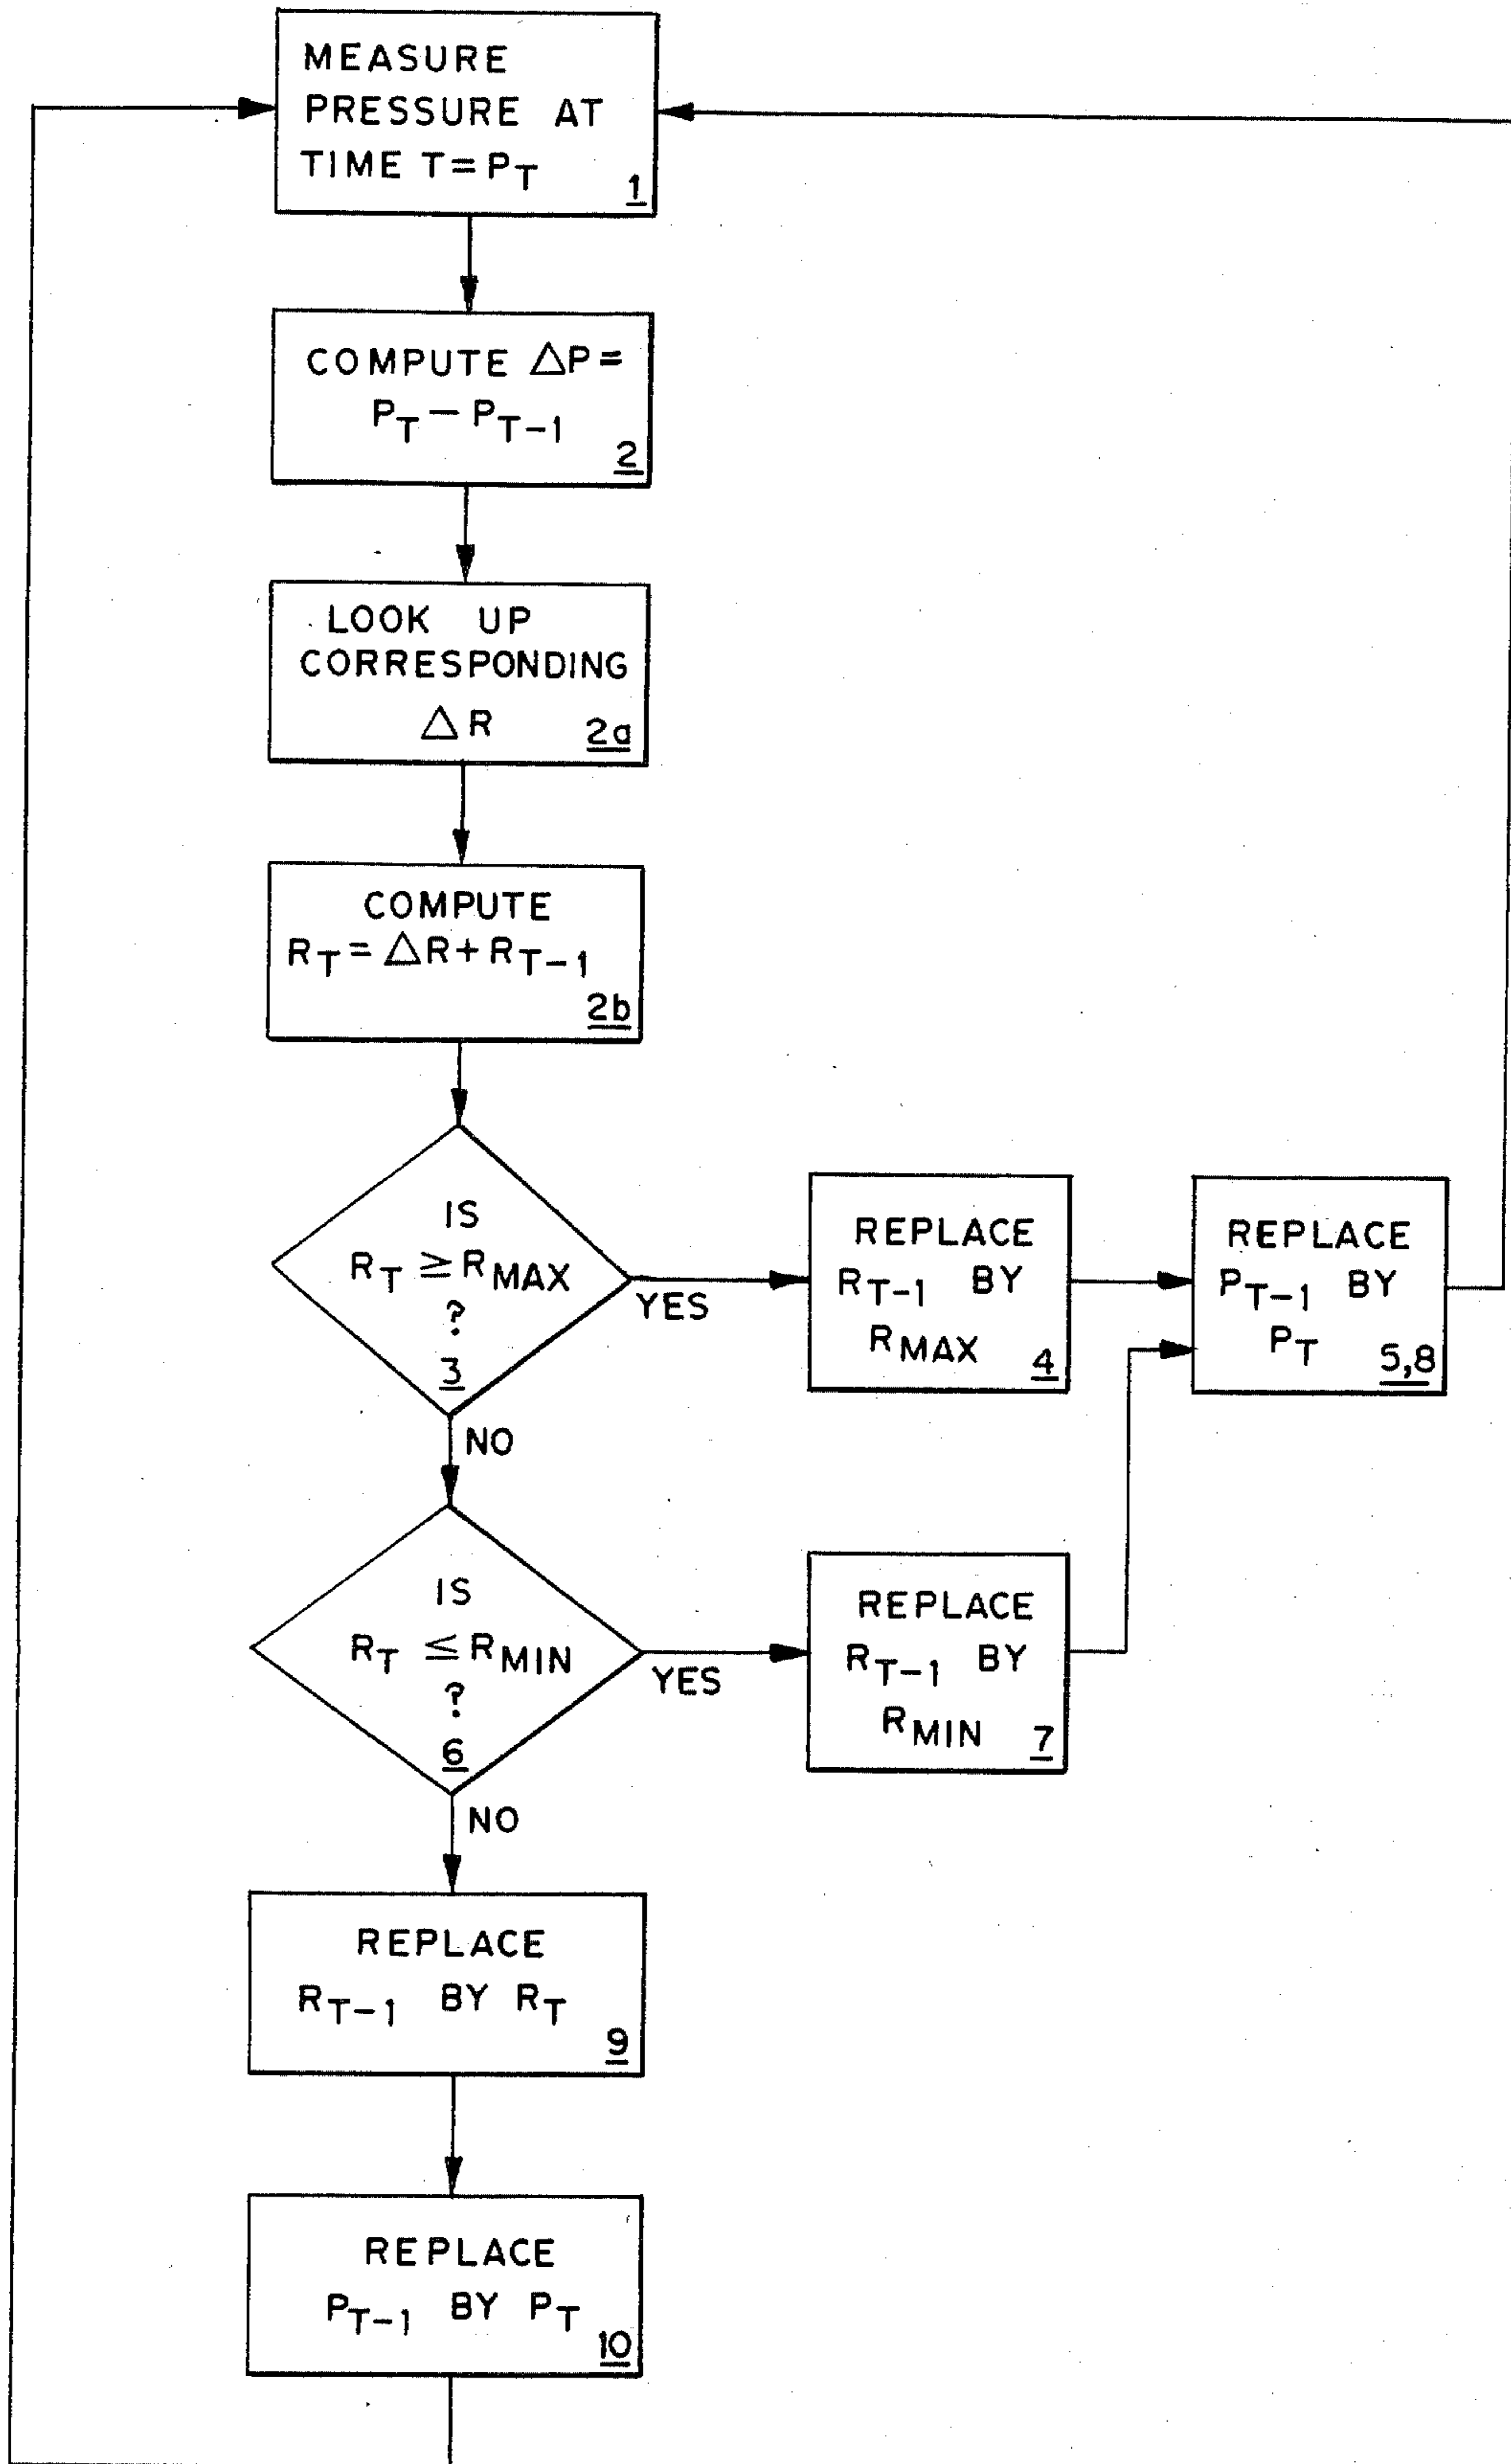 MEASURE
PRESSURE AT
TIME T = P_T
1
COMPUTE △P =
P_T − P_T−1
2
LOOK UP
CORRESPONDING
△R
2a
COMPUTE
R_T = △R + R_T−1
2b
IS
R_T ≥ R_MAX
?
3
YES
REPLACE
R_T−1 BY
R_MAX
4
REPLACE
P_T−1 BY
P_T
5,8
NO
IS
R_T ≤ R_MIN
?
6
YES
REPLACE
R_T−1 BY
R_MIN
7
NO
REPLACE
R_T−1 BY R_T
9
REPLACE
P_T−1 BY P_T
10